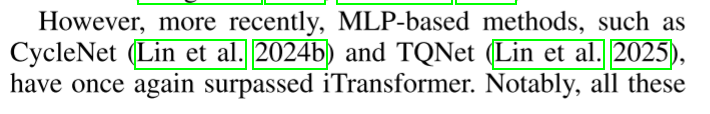 However, more recently, MLP-based methods, such as
CycleNet (Lin et al. 2024b) and TQNet (Lin et al. 2025),
have once again surpassed iTransformer. Notably, all these